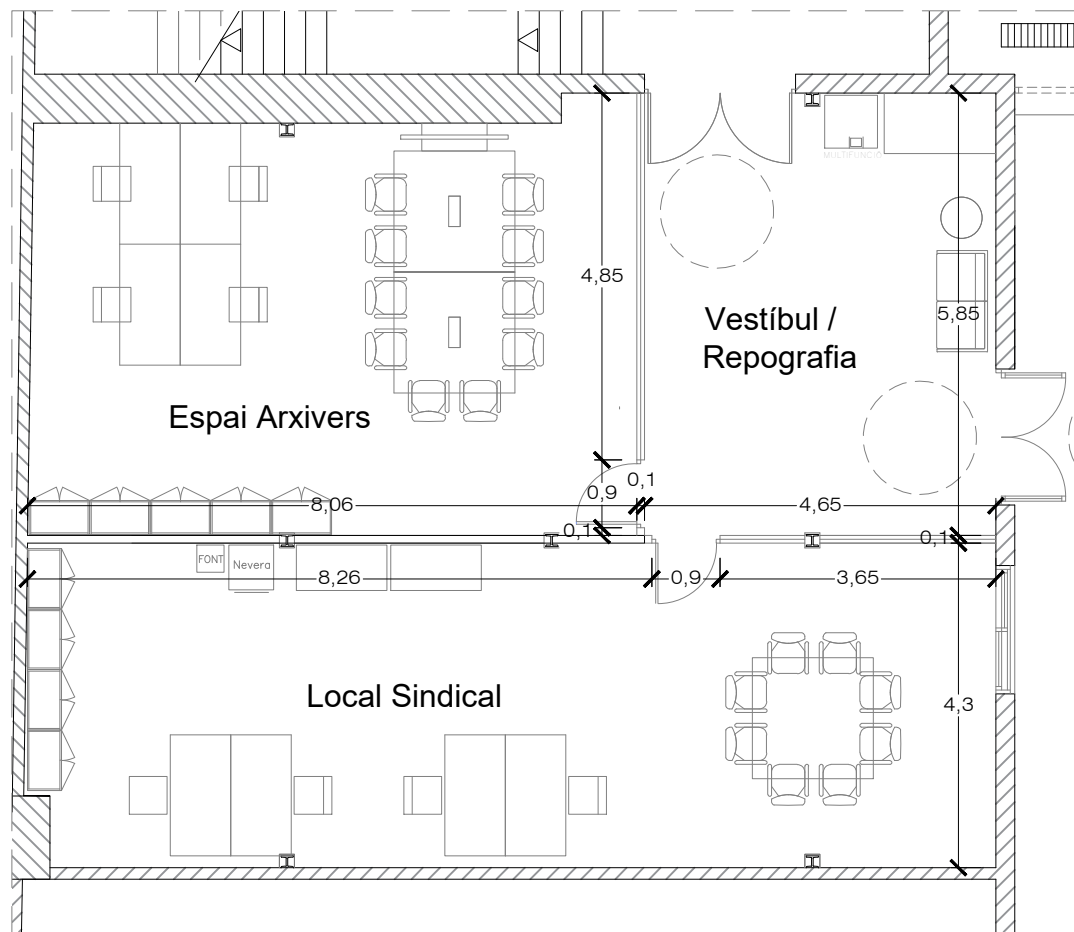 MULTIFUNCIÓ
4,85
Vestíbul /
Repografia
5,85
Espai Arxivers
0,9
0,1
8,06
4,65
0,1
0,1
FONT
Nevera
8,26
0,9
3,65
Local Sindical
4,3